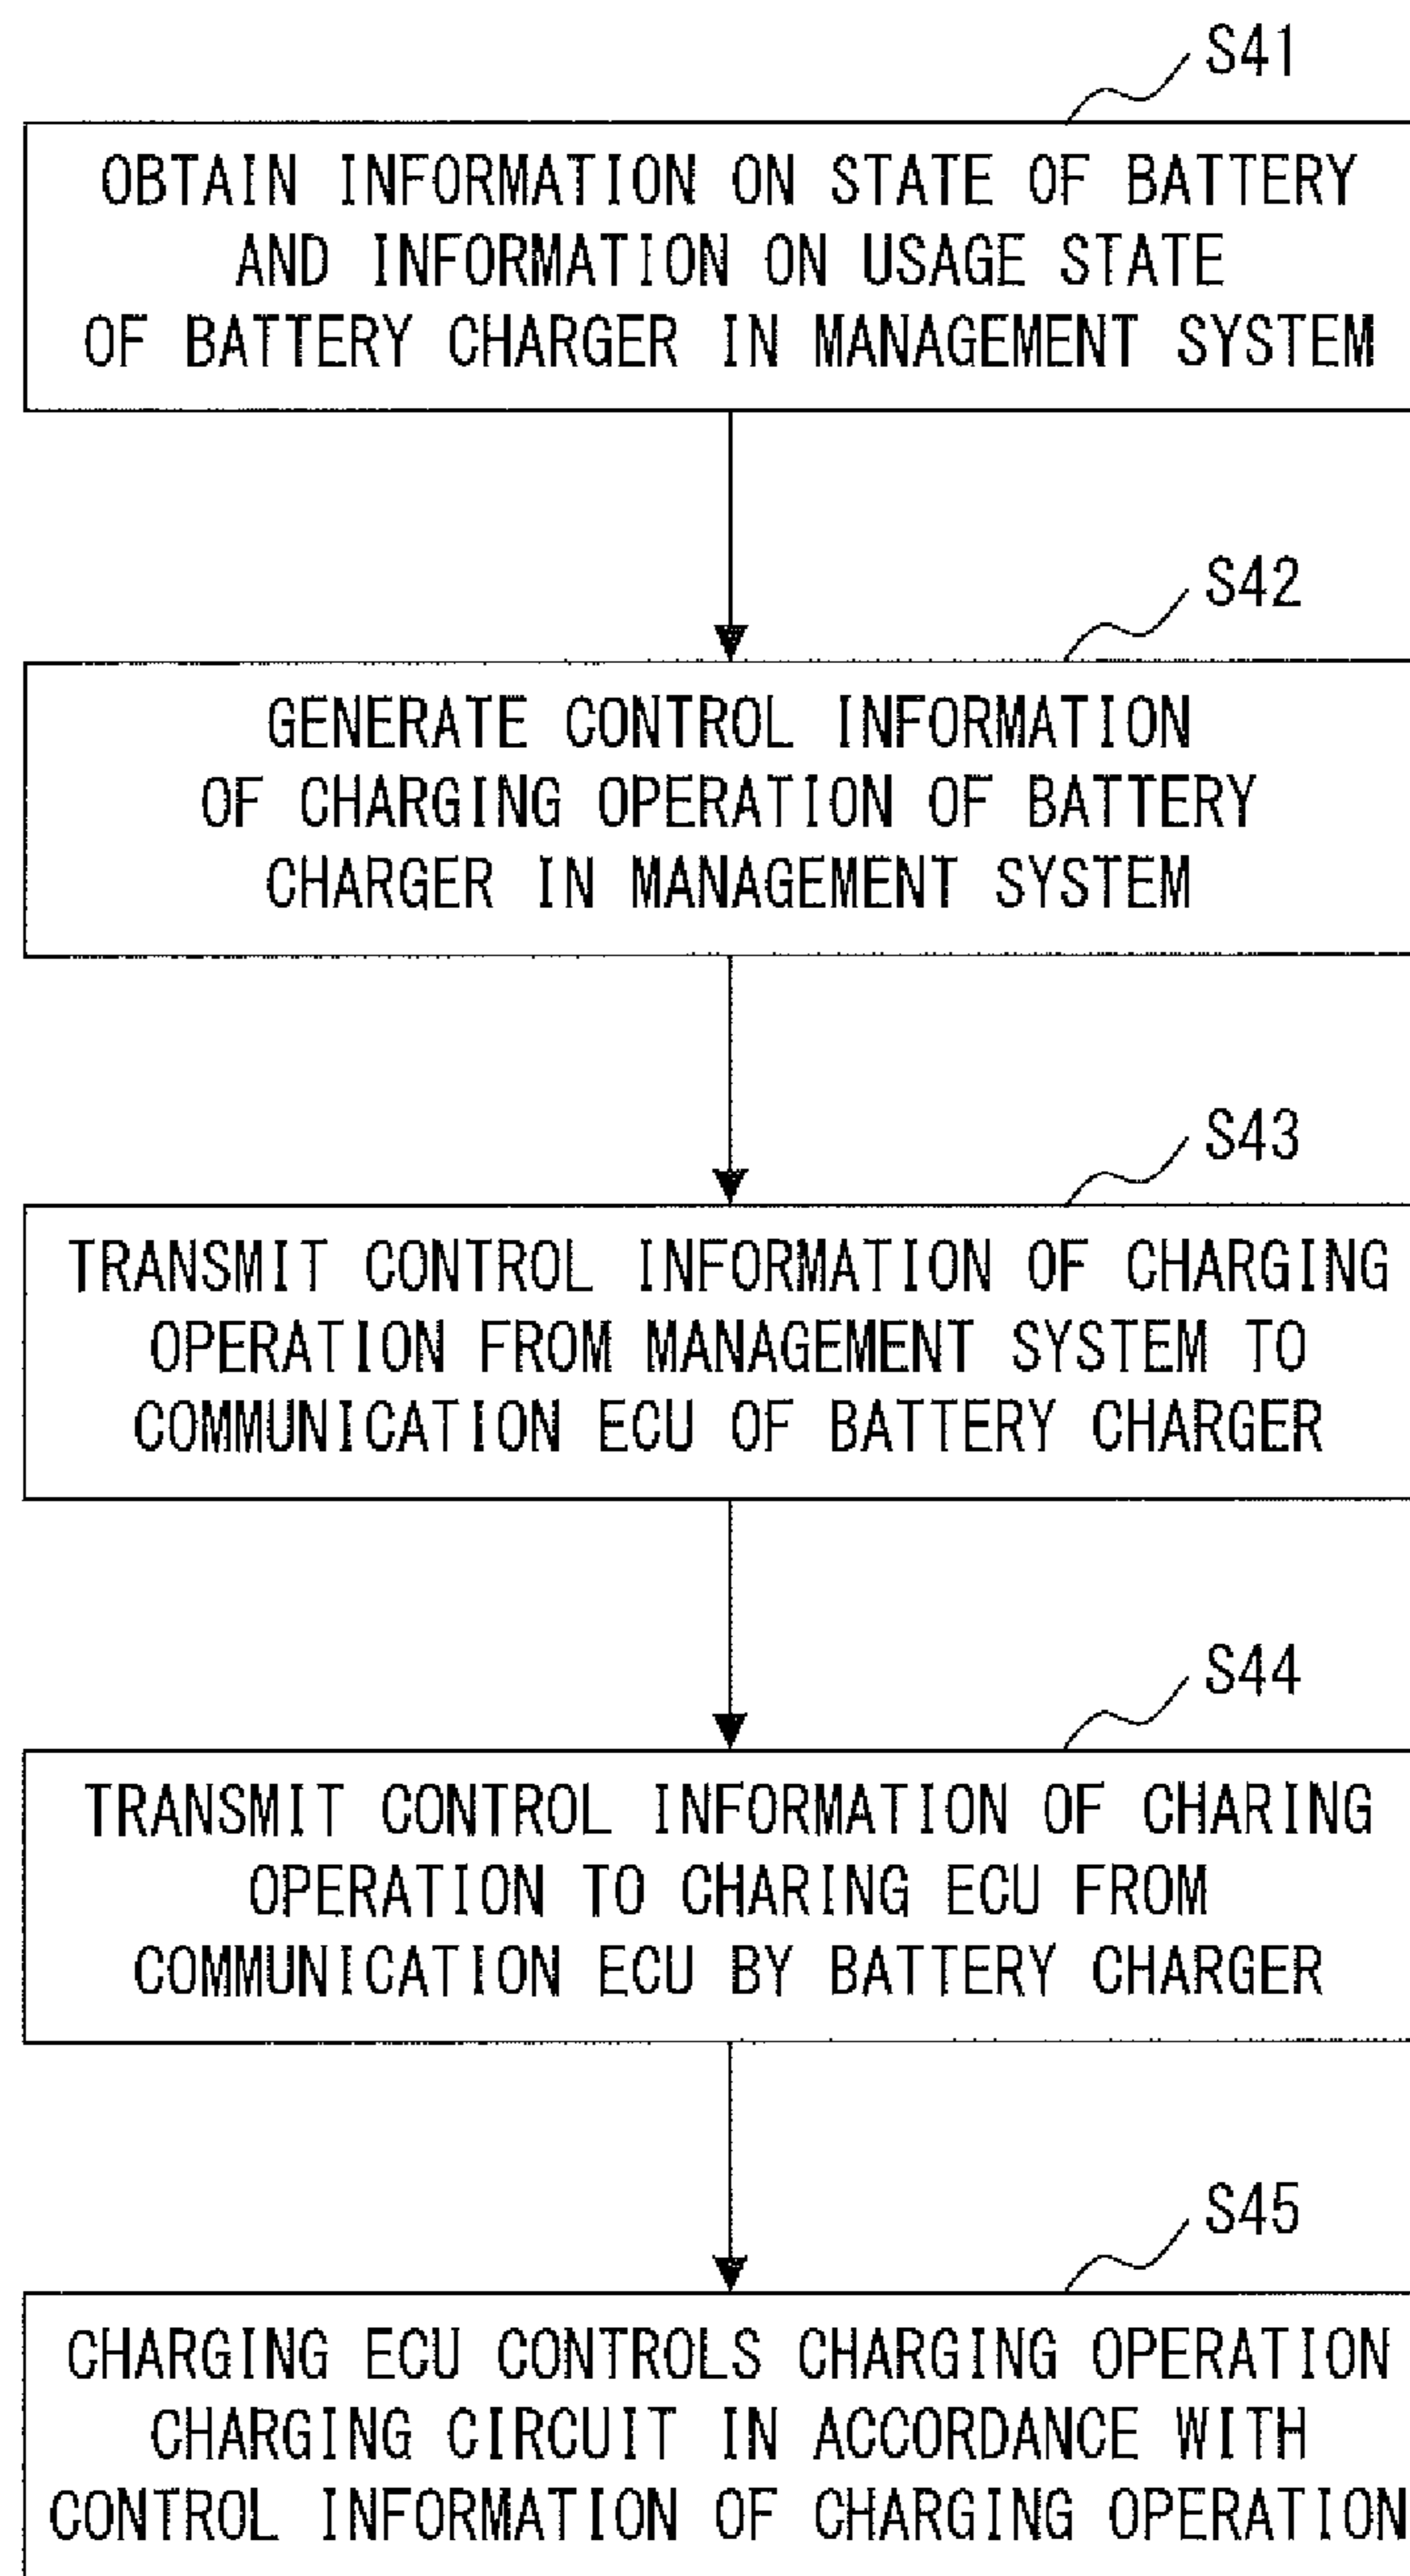 S41
OBTAIN INFORMATION ON STATE OF BATTERY
AND INFORMATION ON USAGE STATE
OF BATTERY CHARGER IN MANAGEMENT SYSTEM
S42
GENERATE CONTROL INFORMATION
OF CHARGING OPERATION OF BATTERY
CHARGER IN MANAGEMENT SYSTEM
S43
TRANSMIT CONTROL INFORMATION OF CHARGING
OPERATION FROM MANAGEMENT SYSTEM TO
COMMUNICATION ECU OF BATTERY CHARGER
S44
TRANSMIT CONTROL INFORMATION OF CHARING
OPERATION TO CHARING ECU FROM
COMMUNICATION ECU BY BATTERY CHARGER
S45
CHARGING ECU CONTROLS CHARGING OPERATION
CHARGING CIRCUIT IN ACCORDANCE WITH
CONTROL INFORMATION OF CHARGING OPERATION